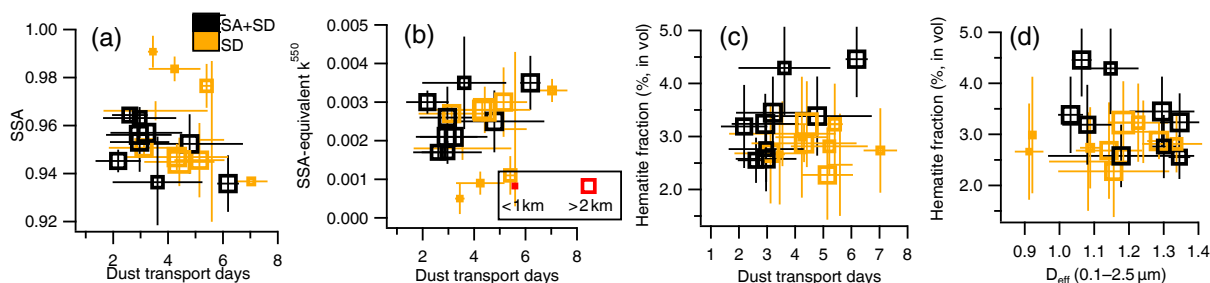 (a)
SA+SD
SD
1.00
0.98
0.96
0.94
0.92
SSA
2
4
6
8
Dust transport days
(b)
0.005
0.004
0.003
0.002
0.001
0.000
SSA-equivalent k⁵⁵⁰
<1km
>2km
2
4
6
8
Dust transport days
(c)
5.0
4.0
3.0
2.0
Hematite fraction (%, in vol)
1
2
3
4
5
6
7
8
Dust transport days
(d)
5.0
4.0
3.0
2.0
Hematite fraction (%, in vol)
0.9
1.0
1.1
1.2
1.3
1.4
D_eff (0.1–2.5 µm)